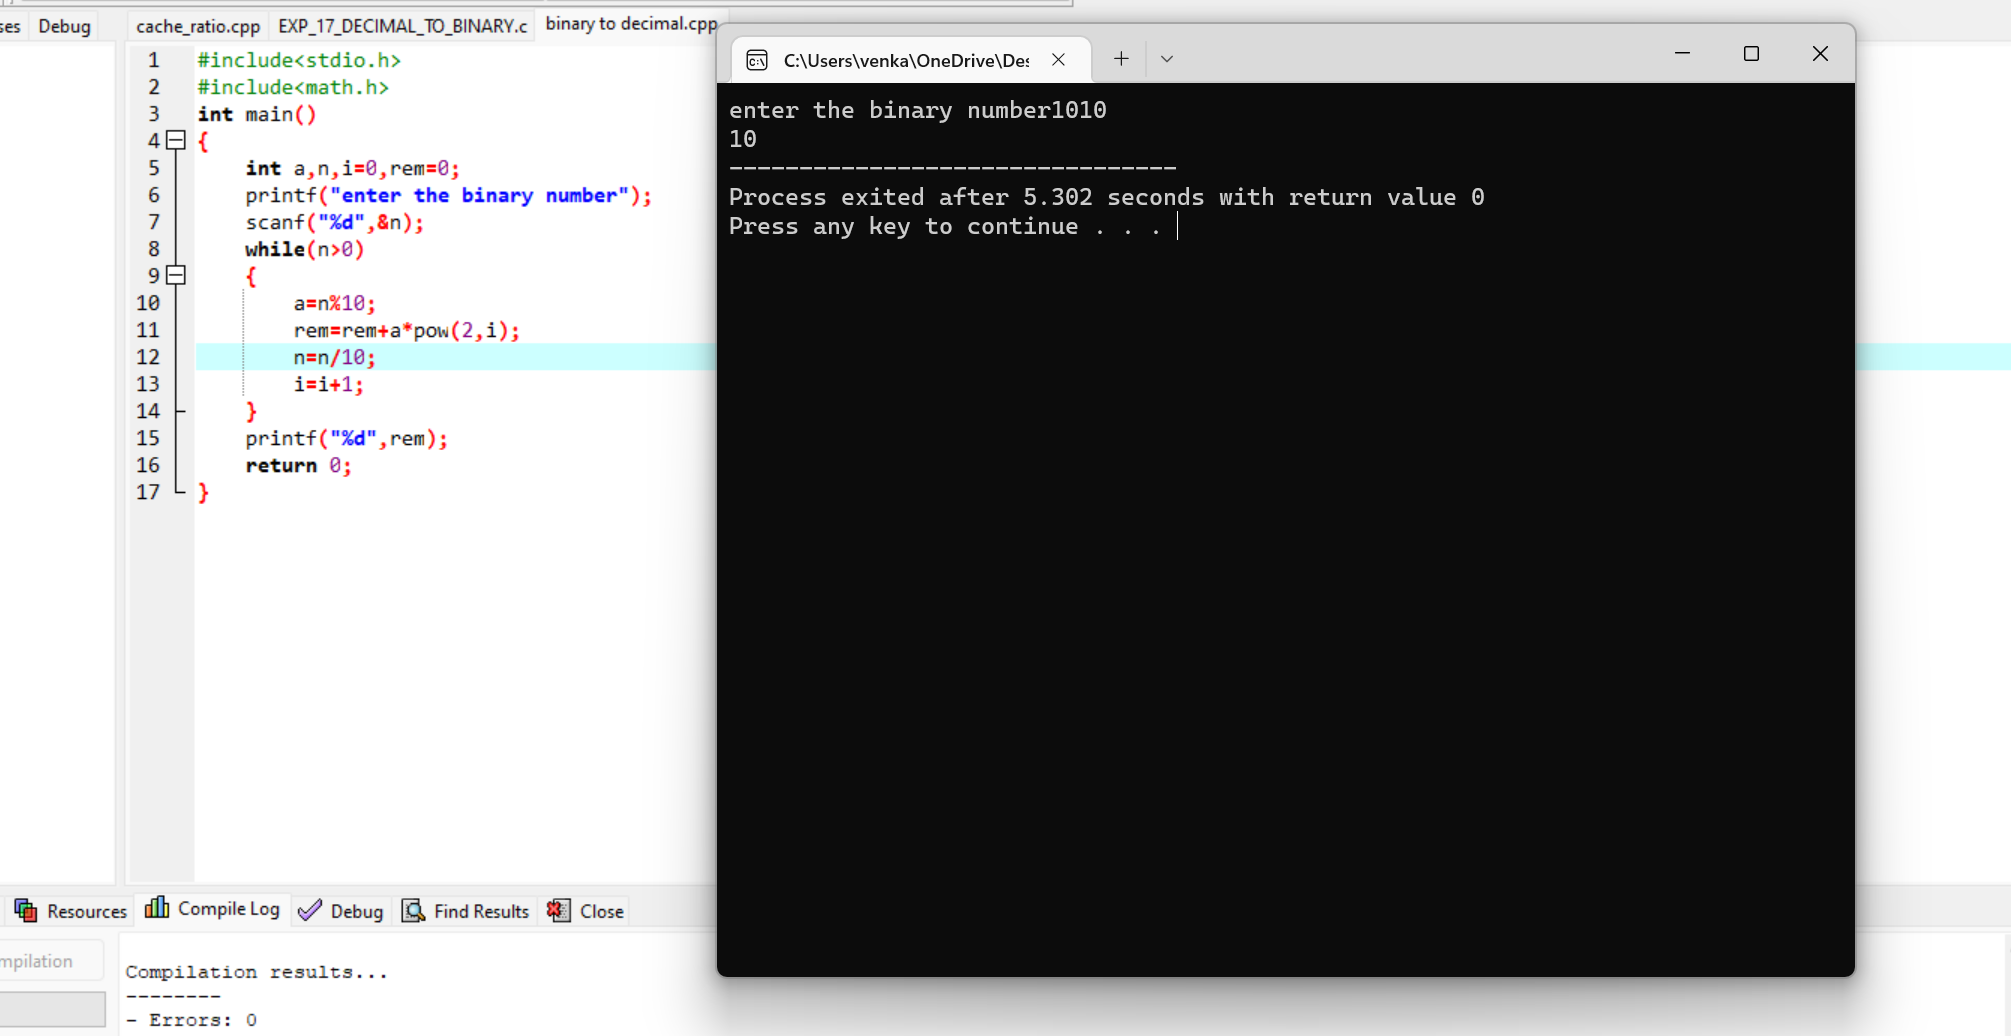 ses Debug cache_ratio.cpp EXP_17_DECIMAL_TO_BINARY.c binary to decimal.cpp
1 #include<stdio.h>
2 #include<math.h>
3 int main()
4 {
5 int a,n,i=0,rem=0;
6 printf("enter the binary number");
7 scanf("%d",&n);
8 while(n>0)
9 {
10 a=n%10;
11 rem=rem+a*pow(2,i);
12 n=n/10;
13 i=i+1;
14 }
15 printf("%d",rem);
16 return 0;
17 }
C:\Users\venka\OneDrive\Des
enter the binary number1010
10
--------------------------------
Process exited after 5.302 seconds with return value 0
Press any key to continue . . .
Resources Compile Log Debug Find Results Close
mpilation
Compilation results...
--------
- Errors: 0